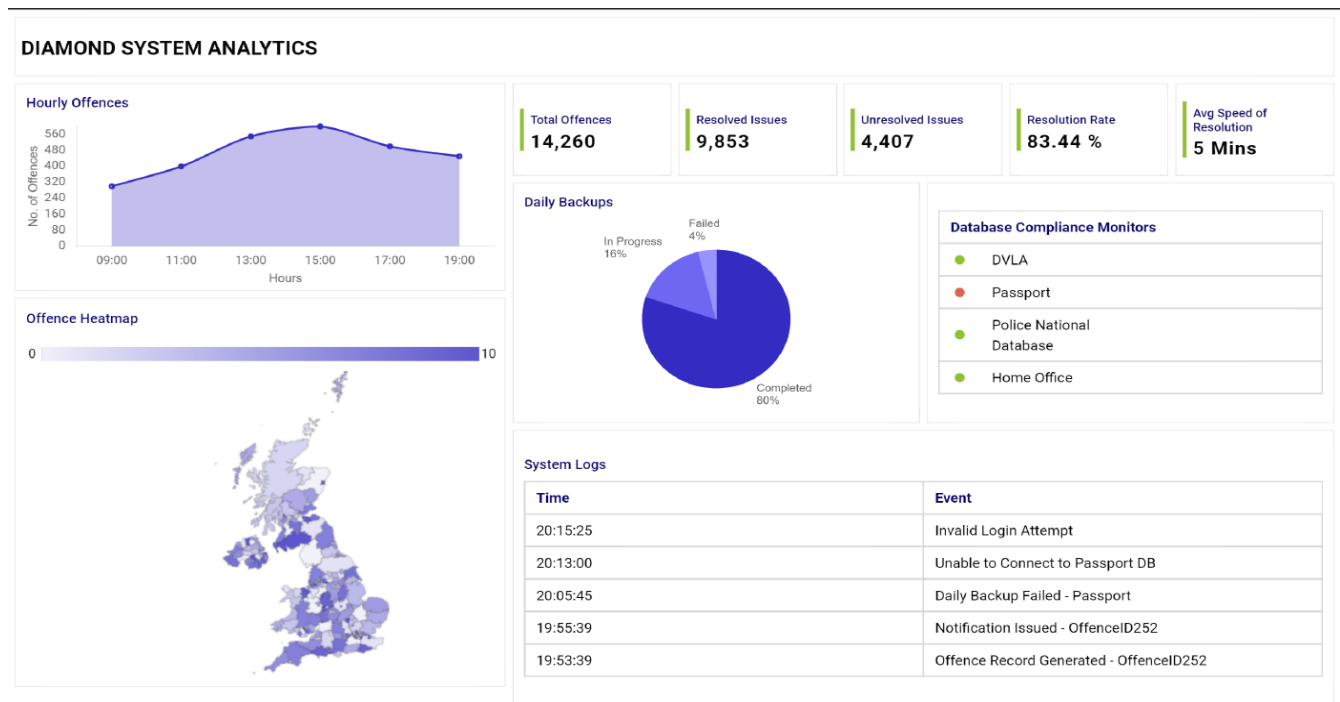 DIAMOND SYSTEM ANALYTICS
Hourly Offences
560
480
400
320
240
160
80
0
No. of Offences
09:00 11:00 13:00 15:00 17:00 19:00
Hours
Total Offences
14,260
Resolved Issues
9,853
Unresolved Issues
4,407
Resolution Rate
83.44 %
Avg Speed of
Resolution
5 Mins
Offence Heatmap
0 10
Daily Backups
Failed
4%
In Progress
16%
Completed
80%
Database Compliance Monitors
DVLA
Passport
Police National
Database
Home Office
System Logs
Time Event
20:15:25 Invalid Login Attempt
20:13:00 Unable to Connect to Passport DB
20:05:45 Daily Backup Failed - Passport
19:55:39 Notification Issued - OffenceID252
19:53:39 Offence Record Generated - OffenceID252